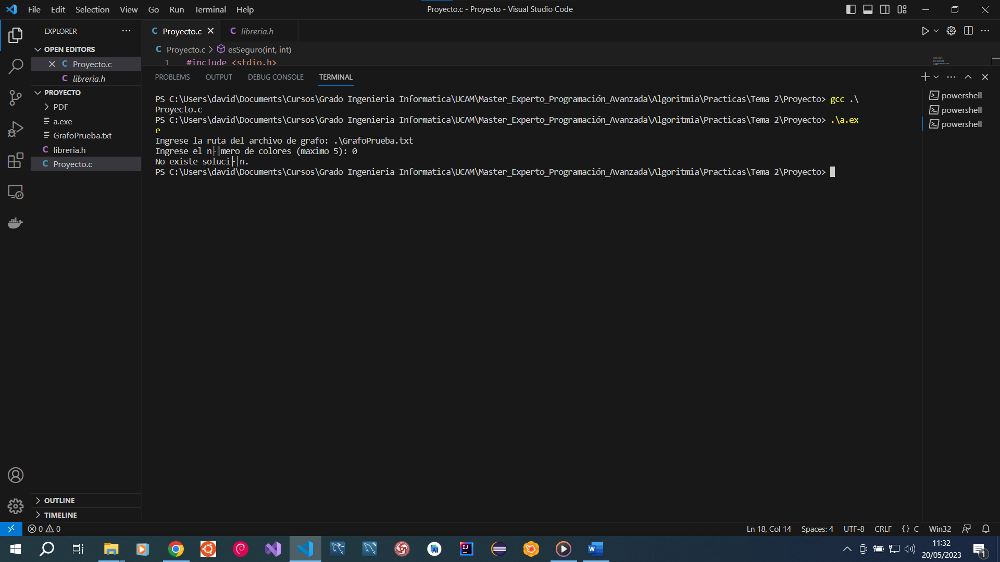 File Edit Selection View Go Run Terminal Help
Proyecto.c - Proyecto - Visual Studio Code
EXPLORER
OPEN EDITORS
Proyecto.c
libreria.h
PROYECTO
PDF
a.exe
GrafoPrueba.txt
libreria.h
Proyecto.c
OUTLINE
TIMELINE
Proyecto.c libreria.h
Proyecto.c > esSeguro(int, int)
1 #include <stdio.h>
PROBLEMS OUTPUT DEBUG CONSOLE TERMINAL
PS C:\Users\david\Documents\Cursos\Grado Ingenieria Informatica\UCAM\Master_Experto_Programación_Avanzada\Algoritmia\Practicas\Tema 2\Proyecto> gcc .\
Proyecto.c
PS C:\Users\david\Documents\Cursos\Grado Ingenieria Informatica\UCAM\Master_Experto_Programación_Avanzada\Algoritmia\Practicas\Tema 2\Proyecto> .\a.ex
e
Ingrese la ruta del archivo de grafo: .\GrafoPrueba.txt
Ingrese el n├║mero de colores (maximo 5): 0
No existe soluci├│n.
PS C:\Users\david\Documents\Cursos\Grado Ingenieria Informatica\UCAM\Master_Experto_Programación_Avanzada\Algoritmia\Practicas\Tema 2\Proyecto>
powershell
powershell
powershell
0 0
Ln 18, Col 14 Spaces: 4 UTF-8 CRLF {} C Win32
11:32
20/05/2023
1